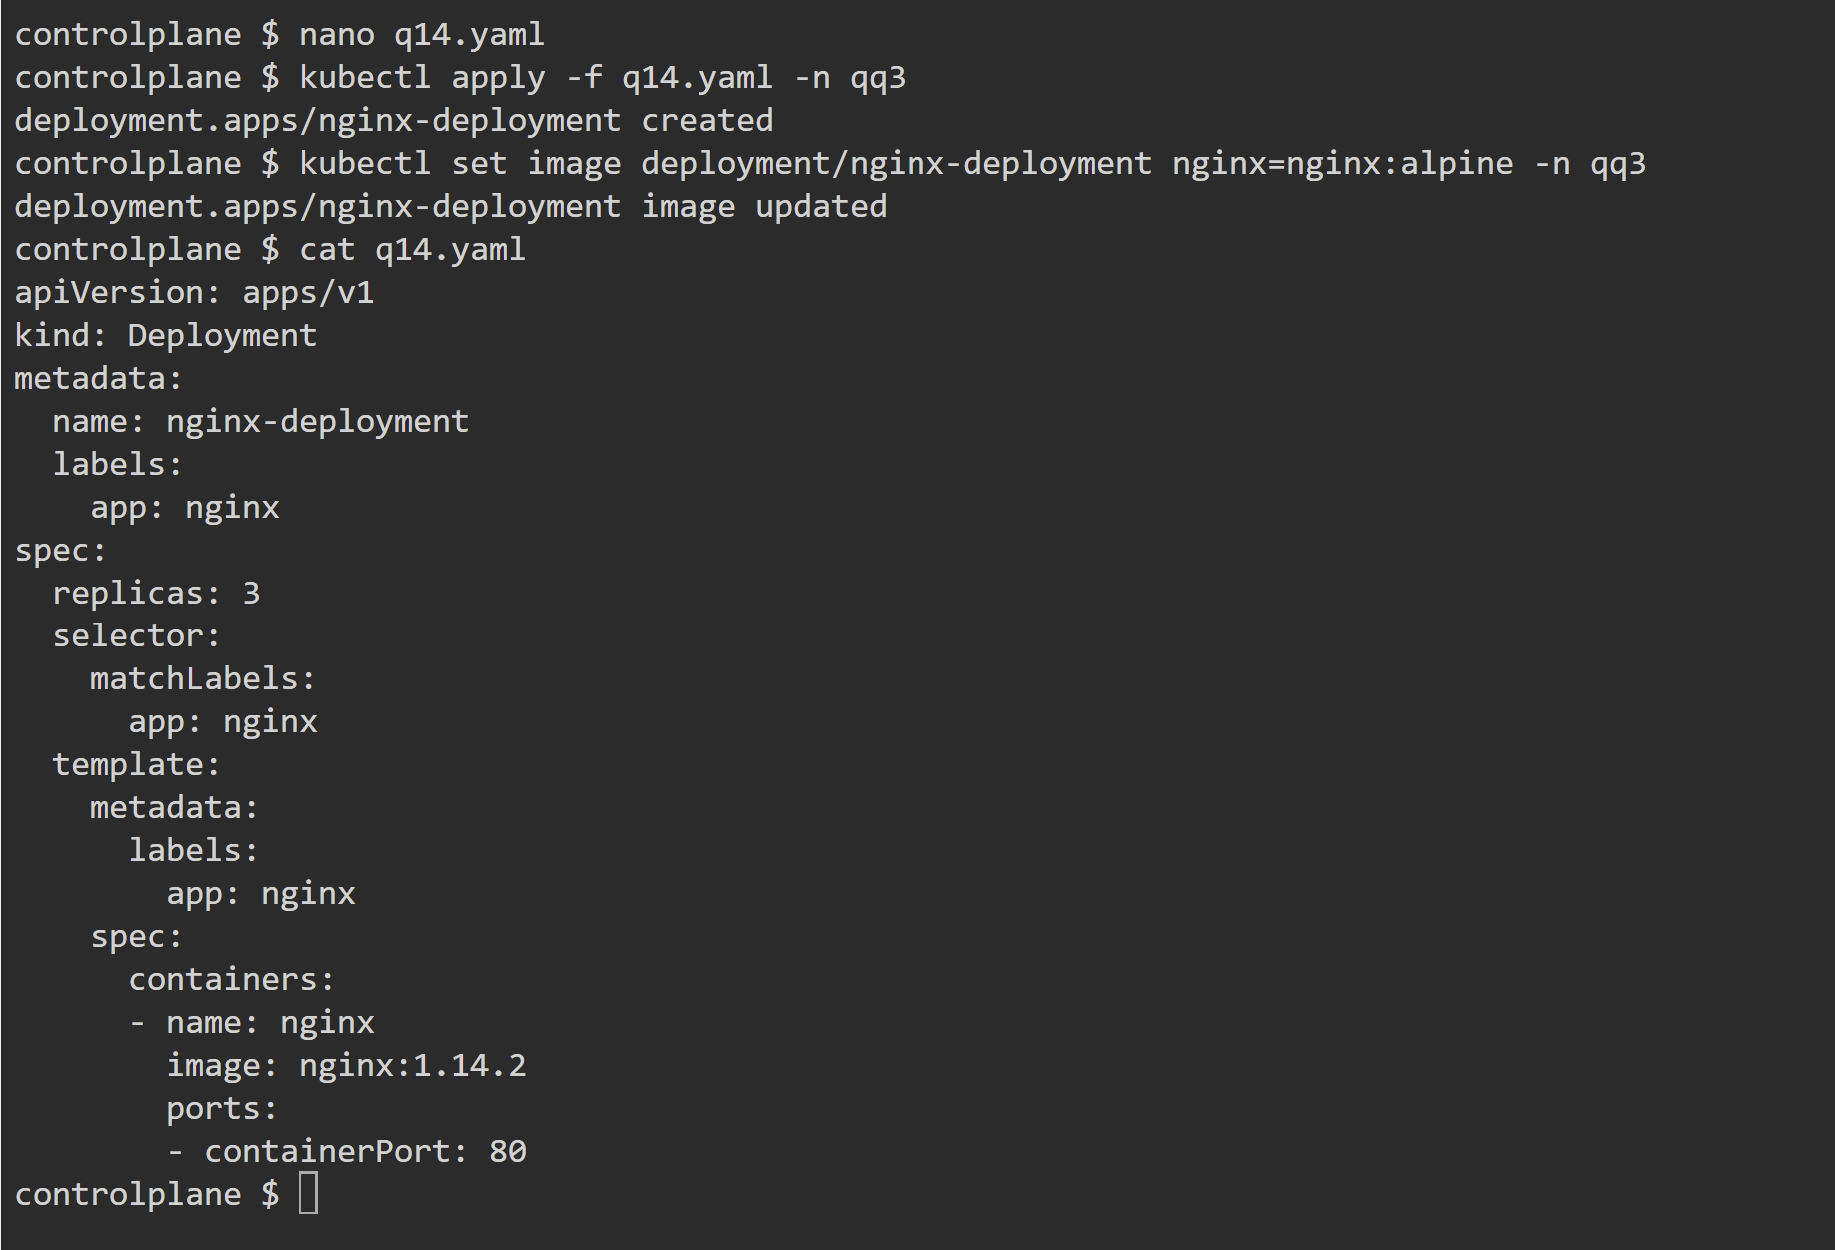 controlplane $ nano q14.yaml
controlplane $ kubectl apply -f q14.yaml -n qq3
deployment.apps/nginx-deployment created
controlplane $ kubectl set image deployment/nginx-deployment nginx=nginx:alpine -n qq3
deployment.apps/nginx-deployment image updated
controlplane $ cat q14.yaml
apiVersion: apps/v1
kind: Deployment
metadata:
  name: nginx-deployment
  labels:
    app: nginx
spec:
  replicas: 3
  selector:
    matchLabels:
      app: nginx
  template:
    metadata:
      labels:
        app: nginx
    spec:
      containers:
      - name: nginx
        image: nginx:1.14.2
        ports:
        - containerPort: 80
controlplane $